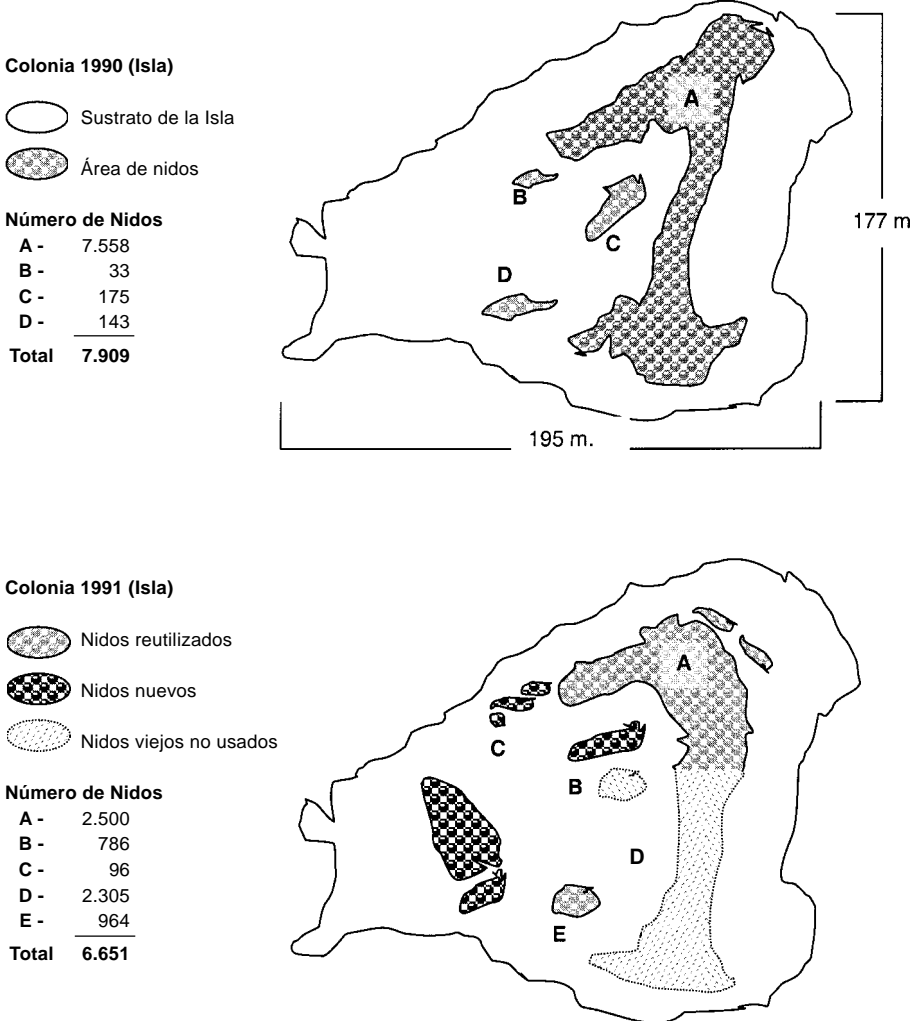 Colonia 1990 (Isla)
Sustrato de la Isla
Área de nidos
Número de Nidos
A - 7.558
B - 33
C - 175
D - 143
Total 7.909
A
B
C
D
177 m
195 m.
Colonia 1991 (Isla)
Nidos reutilizados
Nidos nuevos
Nidos viejos no usados
Número de Nidos
A - 2.500
B - 786
C - 96
D - 2.305
E - 964
Total 6.651
A
C
B
D
E